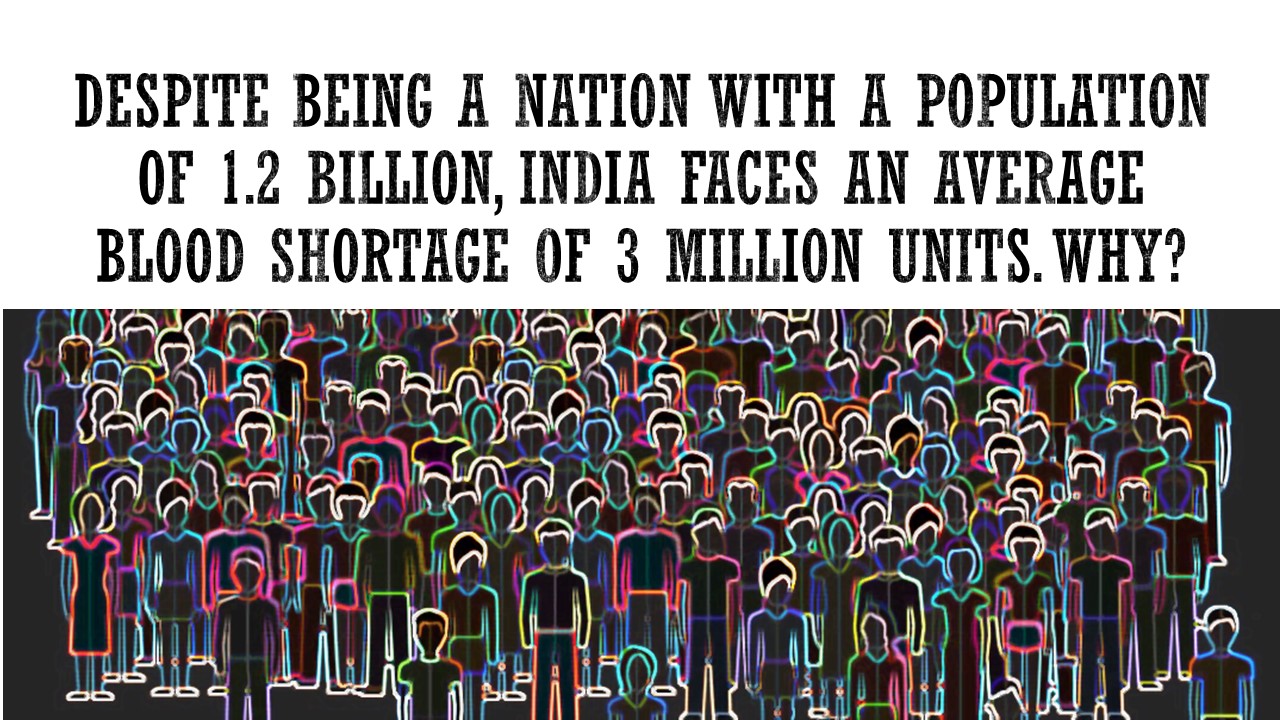 DESPITE BEING A NATION WITH A POPULATION
OF 1.2 BILLION, INDIA FACES AN AVERAGE
BLOOD SHORTAGE OF 3 MILLION UNITS. WHY?